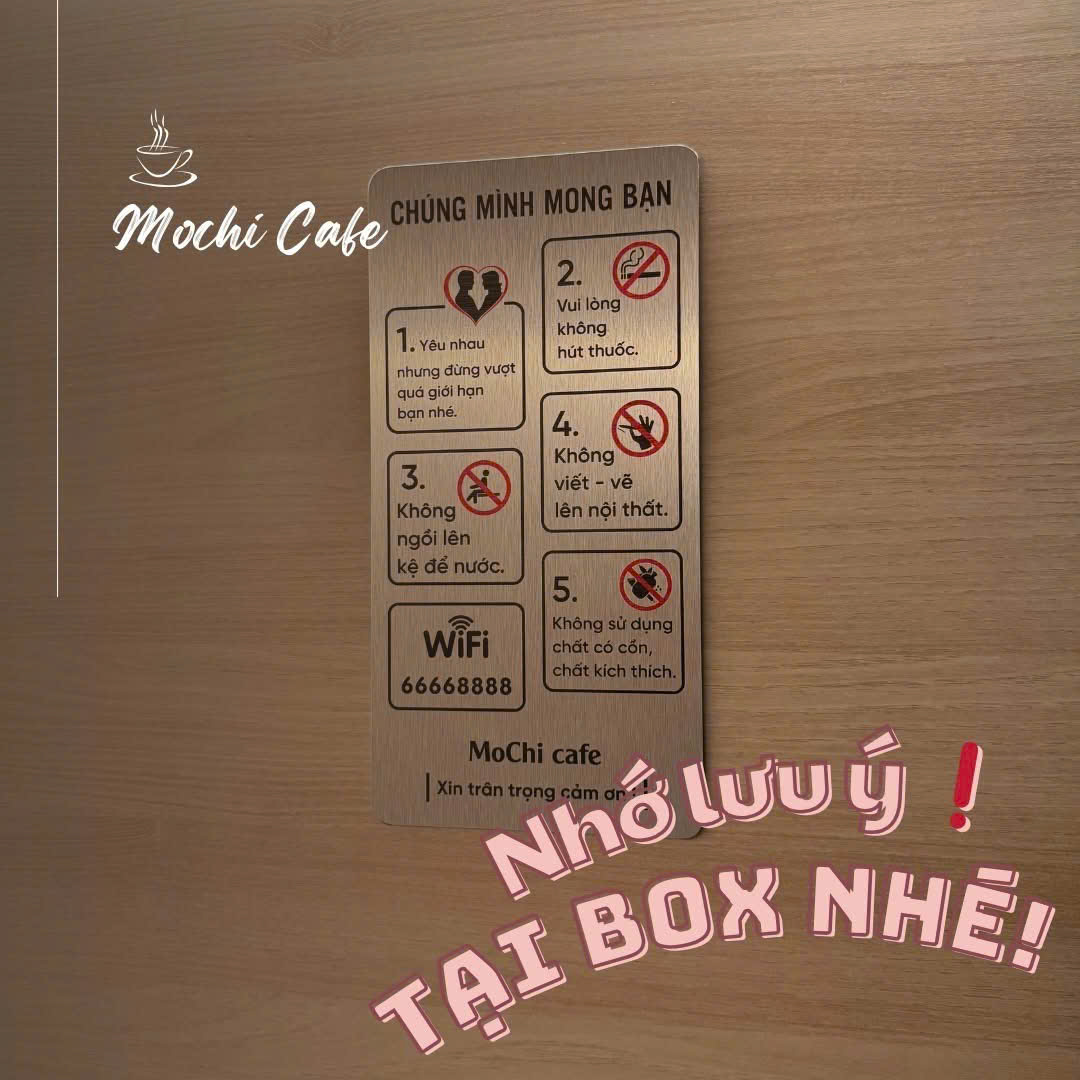 Mochi Cafe
CHÚNG MÌNH MONG BẠN
1. Yêu nhau
nhưng đừng vượt
quá giới hạn
bạn nhé.
2.
Vui lòng
không
hút thuốc.
3.
Không
ngồi lên
kệ để nước.
4.
Không
viết - vẽ
lên nội thất.
5.
Không sử dụng
chất có cồn,
chất kích thích.
WiFi
66668888
MoChi cafe
Xin trân trọng cảm ơn
Nhớ lưu ý !
TẠI BOX NHÉ!